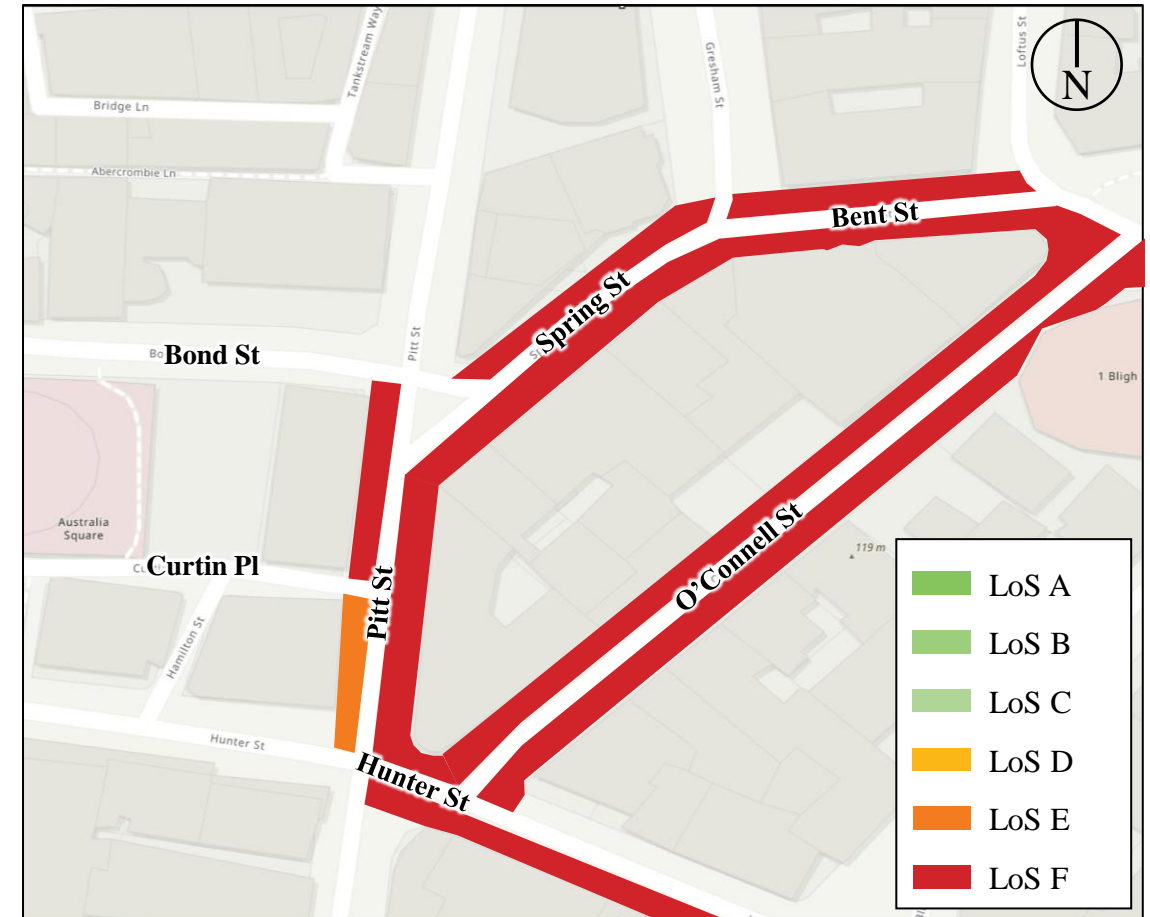 Tankstream Way
Gresham St
Loftus St
N
Bridge Ln
Abercrombie Ln
Bent St
Spring St
Pitt St
Bond St
1 Bligh
Australia
Square
O'Connell St
119 m
Curtin Pl
Pitt St
Hamilton St
Hunter St
Hunter St
LoS A
LoS B
LoS C
LoS D
LoS E
LoS F